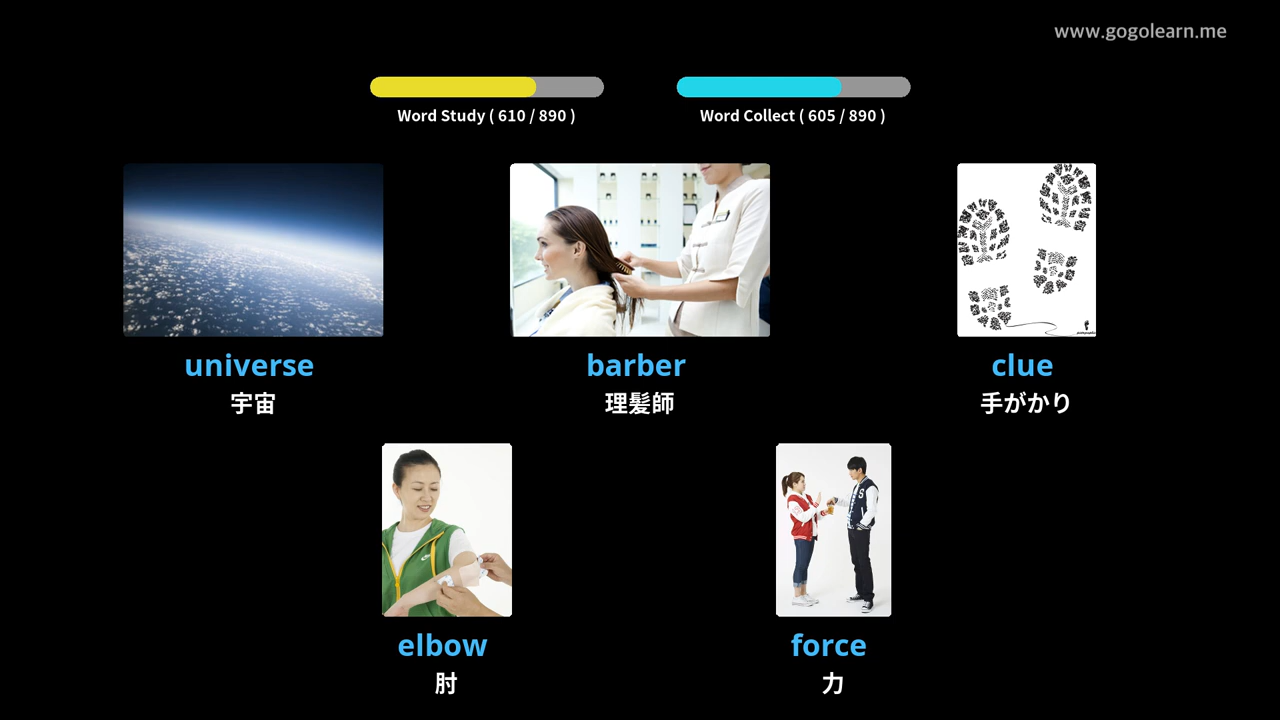 www.gogolearn.me
Word Study ( 610 / 890 )
Word Collect ( 605 / 890 )
universe
宇宙
barber
理髪師
clue
手がかり
elbow
肘
force
力